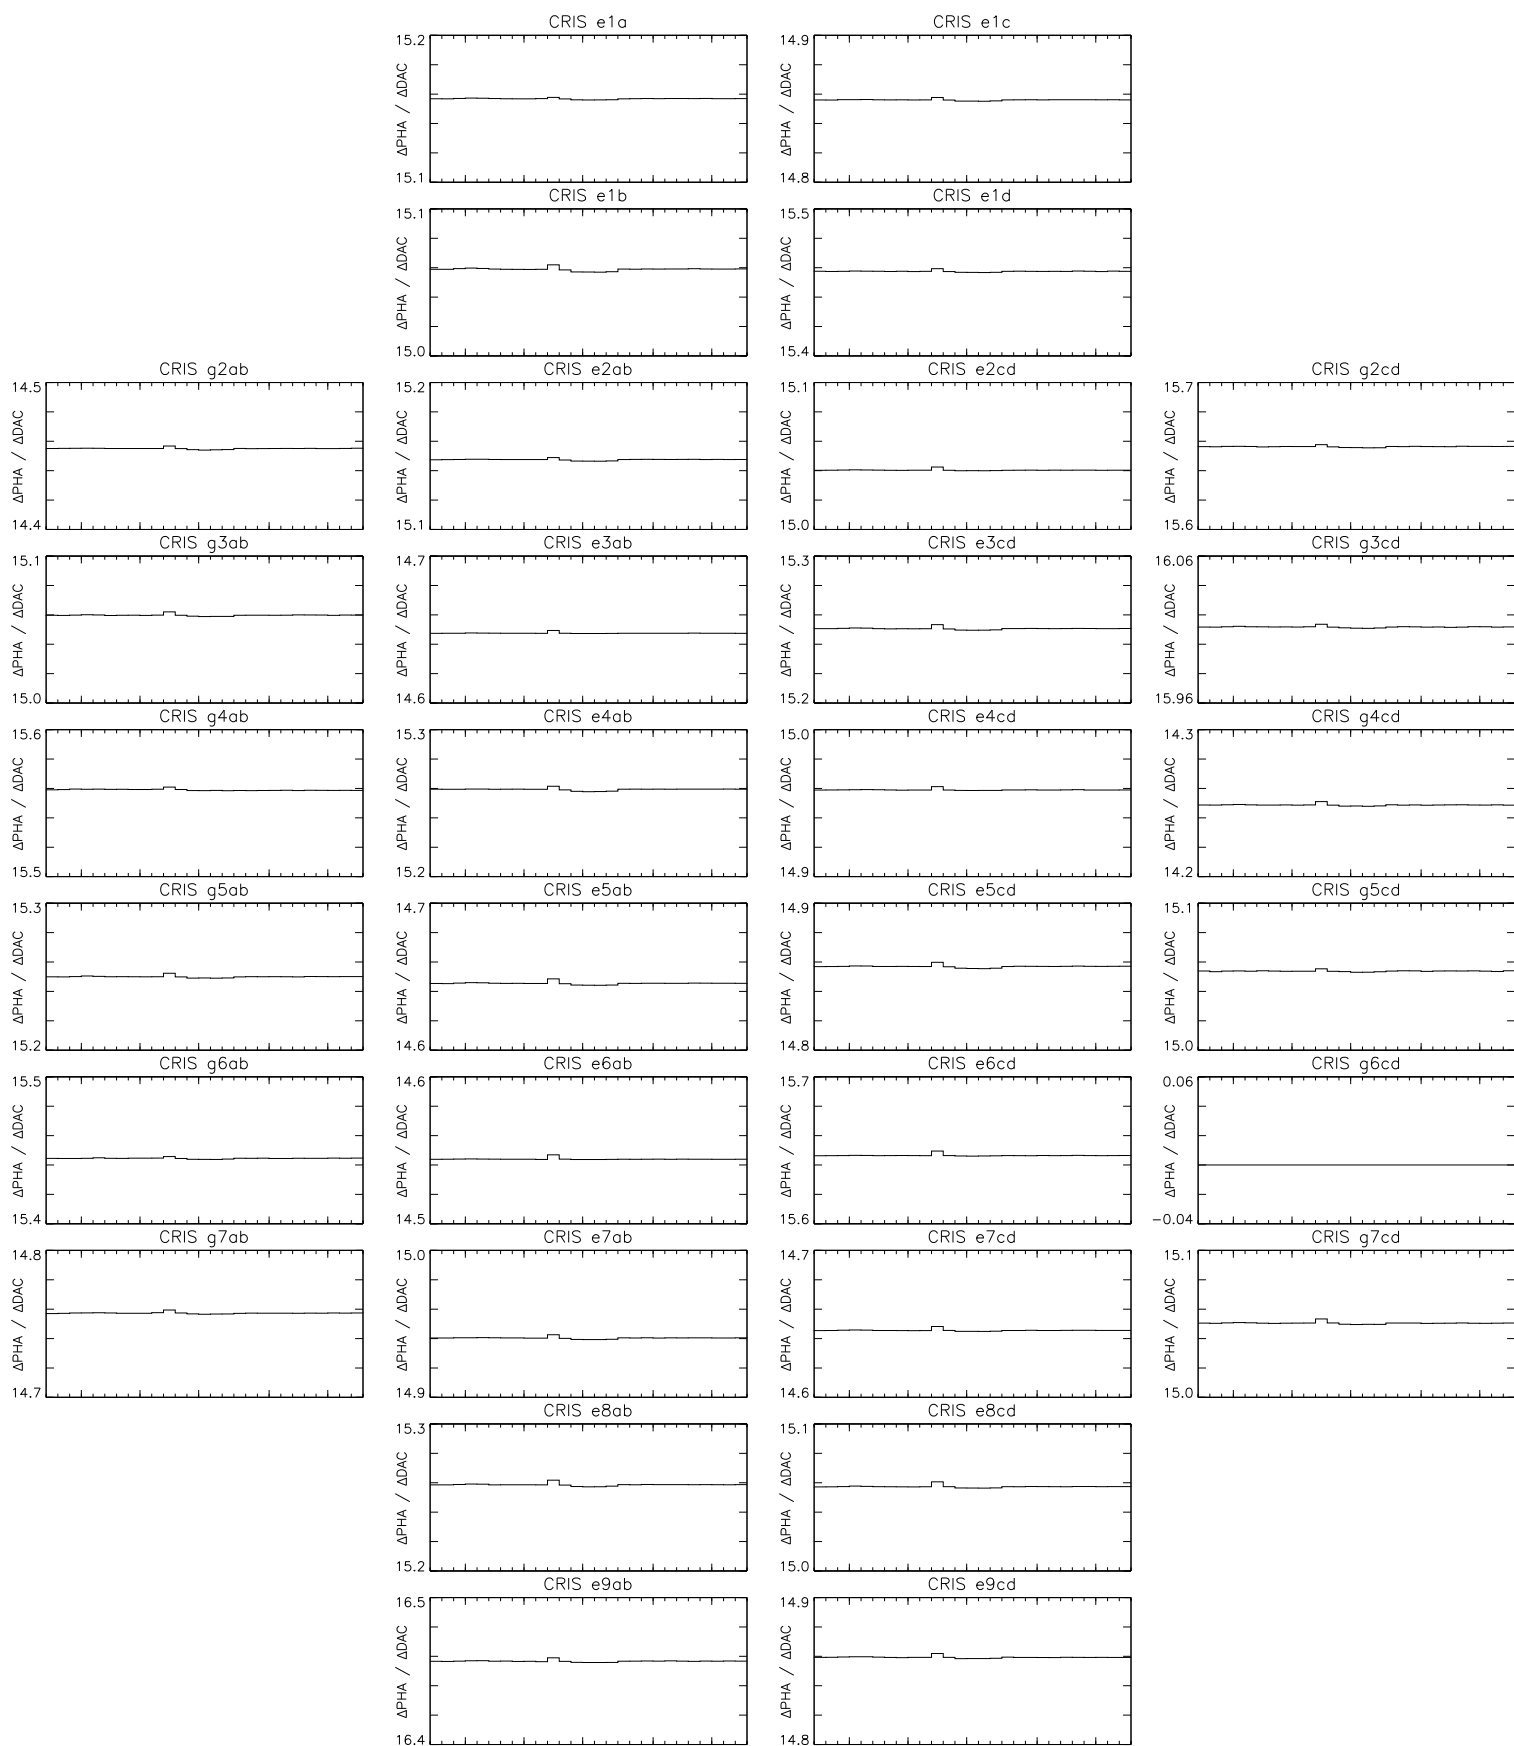 CRIS e1a
15.2
ΔPHA / ΔDAC
15.1
CRIS e1c
14.9
ΔPHA / ΔDAC
14.8
CRIS e1b
15.1
ΔPHA / ΔDAC
15.0
CRIS e1d
15.5
ΔPHA / ΔDAC
15.4
CRIS g2ab
14.5
ΔPHA / ΔDAC
14.4
CRIS e2ab
15.2
ΔPHA / ΔDAC
15.1
CRIS e2cd
15.1
ΔPHA / ΔDAC
15.0
CRIS g2cd
15.7
ΔPHA / ΔDAC
15.6
CRIS g3ab
15.1
ΔPHA / ΔDAC
15.0
CRIS e3ab
14.7
ΔPHA / ΔDAC
14.6
CRIS e3cd
15.3
ΔPHA / ΔDAC
15.2
CRIS g3cd
16.06
ΔPHA / ΔDAC
15.96
CRIS g4ab
15.6
ΔPHA / ΔDAC
15.5
CRIS e4ab
15.3
ΔPHA / ΔDAC
15.2
CRIS e4cd
15.0
ΔPHA / ΔDAC
14.9
CRIS g4cd
14.3
ΔPHA / ΔDAC
14.2
CRIS g5ab
15.3
ΔPHA / ΔDAC
15.2
CRIS e5ab
14.7
ΔPHA / ΔDAC
14.6
CRIS e5cd
14.9
ΔPHA / ΔDAC
14.8
CRIS g5cd
15.1
ΔPHA / ΔDAC
15.0
CRIS g6ab
15.5
ΔPHA / ΔDAC
15.4
CRIS e6ab
14.6
ΔPHA / ΔDAC
14.5
CRIS e6cd
15.7
ΔPHA / ΔDAC
15.6
CRIS g6cd
0.06
ΔPHA / ΔDAC
−0.04
CRIS g7ab
14.8
ΔPHA / ΔDAC
14.7
CRIS e7ab
15.0
ΔPHA / ΔDAC
14.9
CRIS e7cd
14.7
ΔPHA / ΔDAC
14.6
CRIS g7cd
15.1
ΔPHA / ΔDAC
15.0
CRIS e8ab
15.3
ΔPHA / ΔDAC
15.2
CRIS e8cd
15.1
ΔPHA / ΔDAC
15.0
CRIS e9ab
16.5
ΔPHA / ΔDAC
16.4
CRIS e9cd
14.9
ΔPHA / ΔDAC
14.8